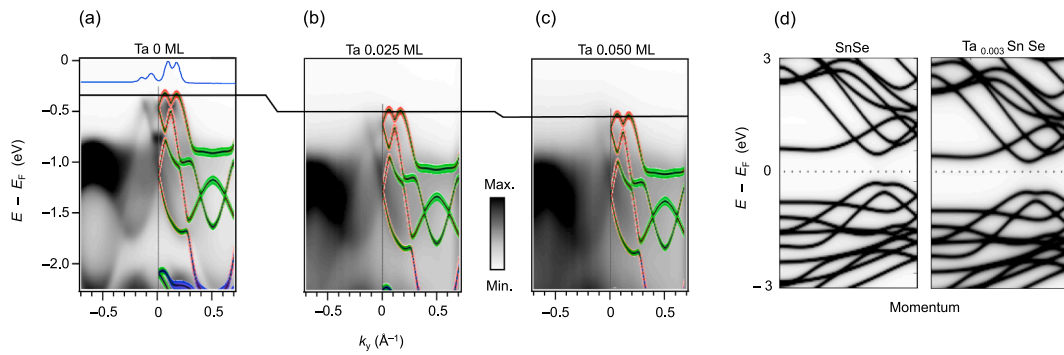 (a)
(b)
(c)
(d)
Ta 0 ML
Ta 0.025 ML
Ta 0.050 ML
SnSe
Ta 0.003 Sn Se
E − EF (eV)
0
−0.5
−1.0
−1.5
−2.0
−0.5 0 0.5
−0.5 0 0.5
−0.5 0 0.5
ky (Å−1)
Max.
Min.
E − EF (eV)
3
0
−3
Momentum